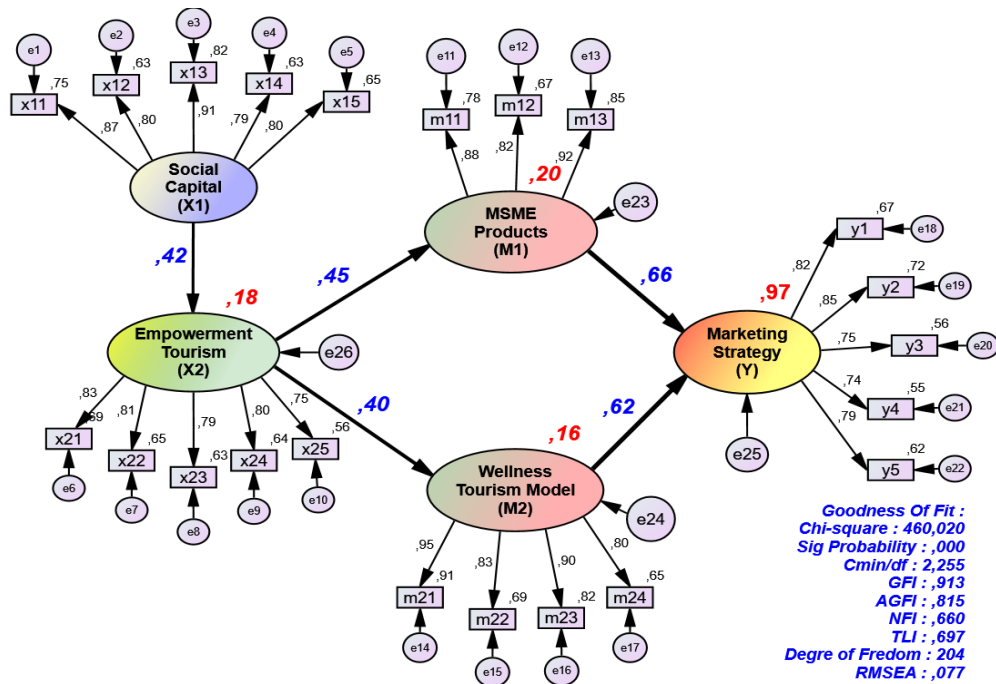 e1
e2
e3
e4
e5
,75
,63
,82
,63
,65
x11
x12
x13
x14
x15
,87
,80
,91
,79
,80
Social
Capital
(X1)
,42
e11
e12
e13
,78
,67
,85
m11
m12
m13
,88
,82
,92
,20
MSME
Products
(M1)
e23
,45
,66
,18
Empowerment
Tourism
(X2)
e26
,83
,81
,79
,80
,75
,69
,65
,63
,64
,56
x21
x22
x23
x24
x25
e6
e7
e8
e9
e10
,40
,62
,16
Wellness
Tourism Model
(M2)
e24
,95
,83
,90
,80
,91
,69
,82
,65
m21
m22
m23
m24
e14
e15
e16
e17
,97
Marketing
Strategy
(Y)
e25
,82
,85
,75
,74
,79
,67
y1
e18
,72
y2
e19
,56
y3
e20
,55
y4
e21
,62
y5
e22
Goodness Of Fit :
Chi-square : 460,020
Sig Probability : ,000
Cmin/df : 2,255
GFI : ,913
AGFI : ,815
NFI : ,660
TLI : ,697
Degre of Fredom : 204
RMSEA : ,077